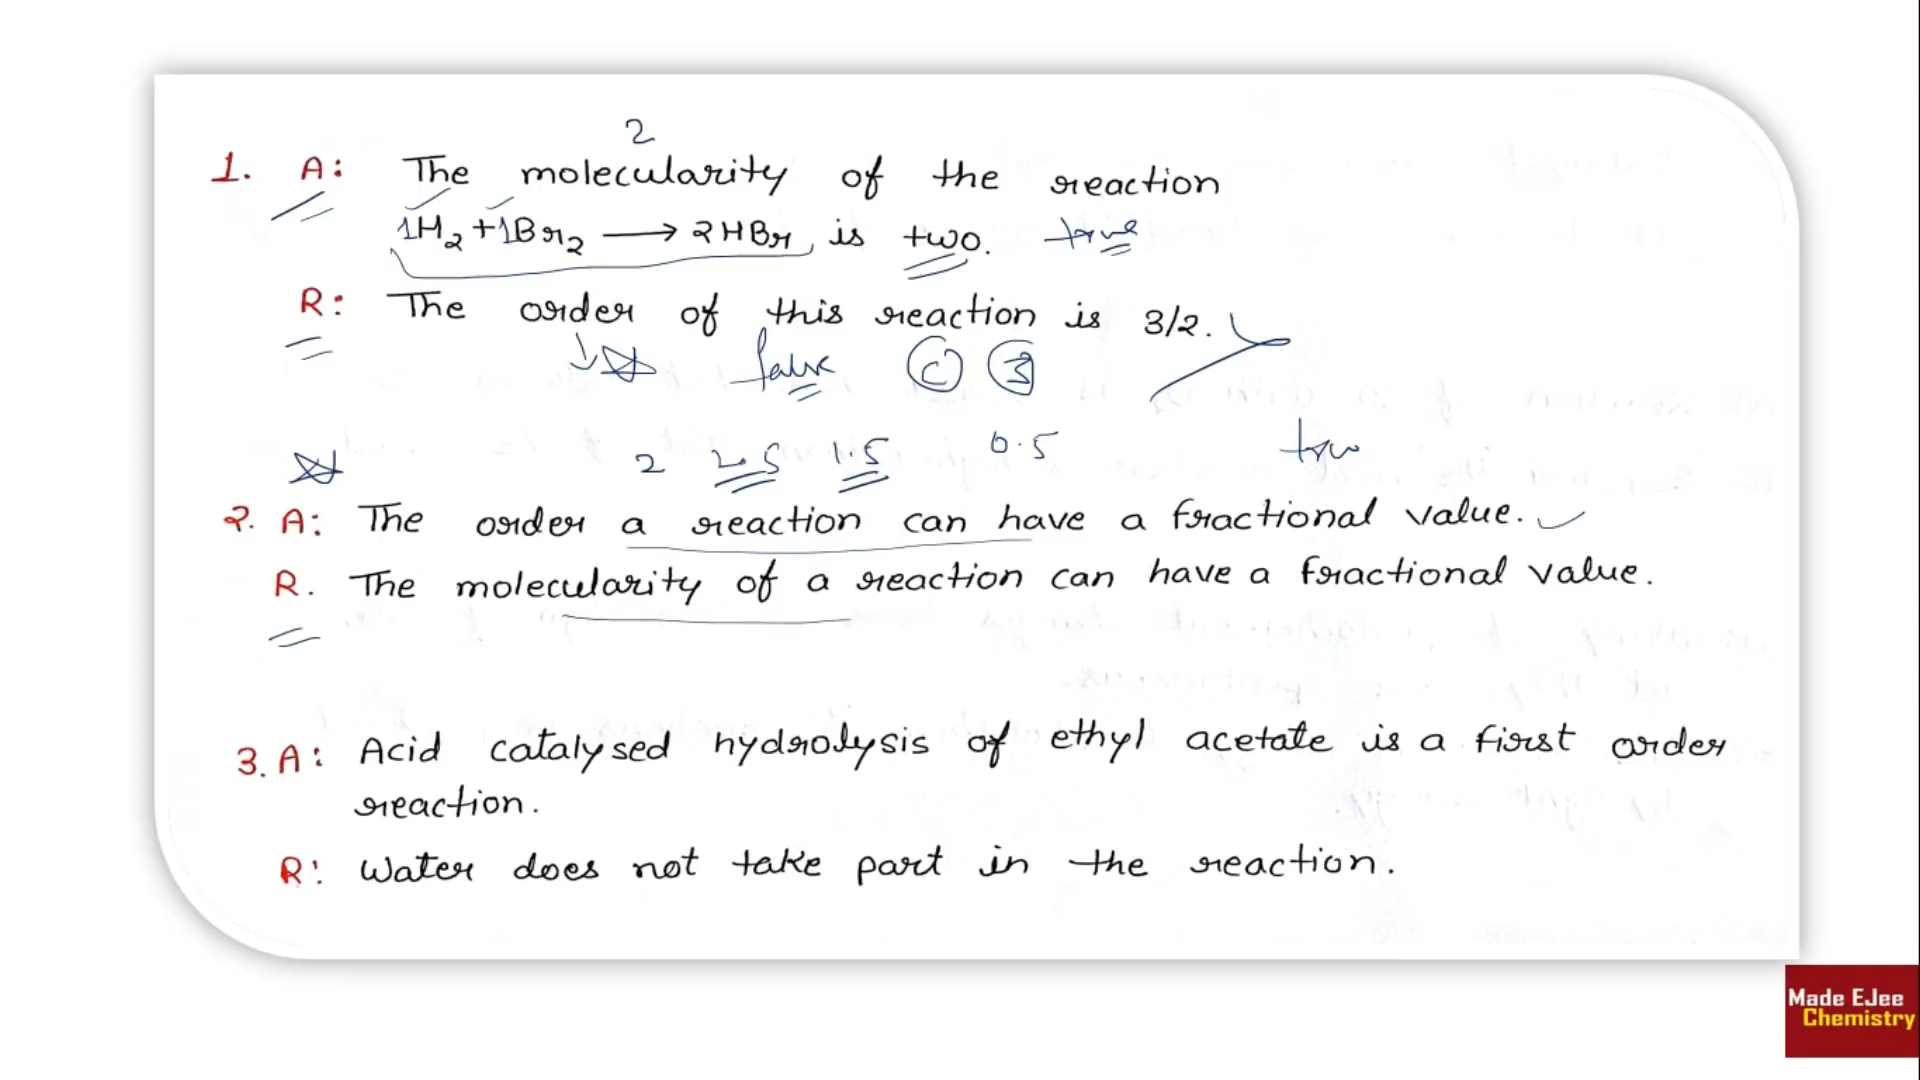 2
1. A: The molecularity of the reaction
1H2 + 1Br2 → 2HBr, is two. true
R: The order of this reaction is 3/2.
false C 3
2 2.5 1.5 0.5 true
2. A: The order a reaction can have a fractional value.
R. The molecularity of a reaction can have a fractional value.
3. A: Acid catalysed hydrolysis of ethyl acetate is a first order
reaction.
R: Water does not take part in the reaction.
Made EJee
Chemistry